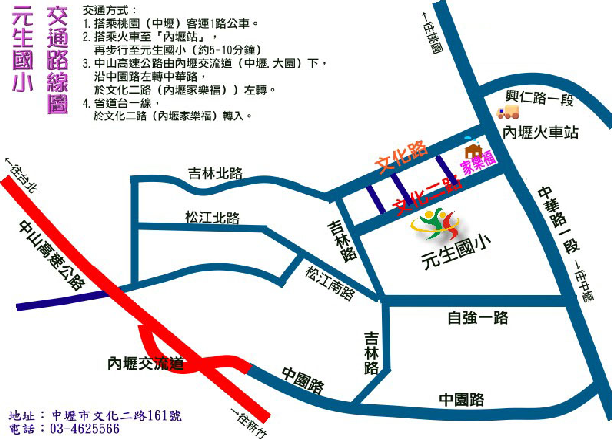 元生國小
交通路線圖
交通方式：
1.搭乘桃園（中壢）客運1路公車。
2.搭乘火車至「內壢站」，
再步行至元生國小（約5-10分鐘）
3.中山高速公路由內壢交流道（中壢.大園）下，
沿中園路左轉中華路，
於文化二路（內壢家樂福））左轉。
4.省道台一線，
於文化二路（內壢家樂福）轉入。
←往桃園
興仁路一段
內壢火車站
文化路
家樂福
文化二路
元生國小
中華路一段
→往中壢
吉林北路
松江北路
吉林路
松江南路
自強一路
吉林路
←往台北
中山高速公路
內壢交流道
中園路
中園路
→往新竹
地址：中壢市文化二路161號
電話：03-4625566